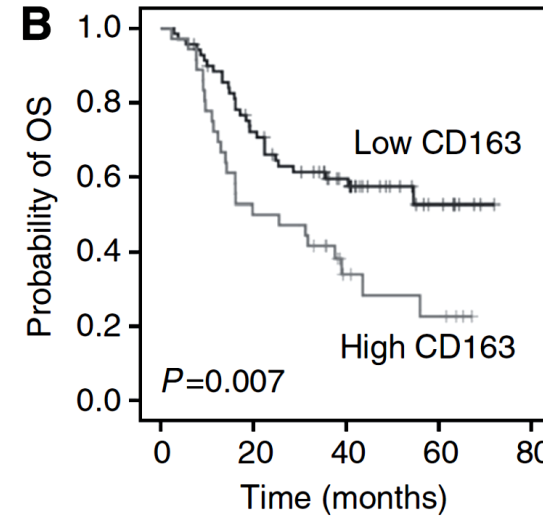 B
Probability of OS
1.0
0.8
0.6
0.4
0.2
0.0
Low CD163
High CD163
P=0.007
0 20 40 60 80
Time (months)